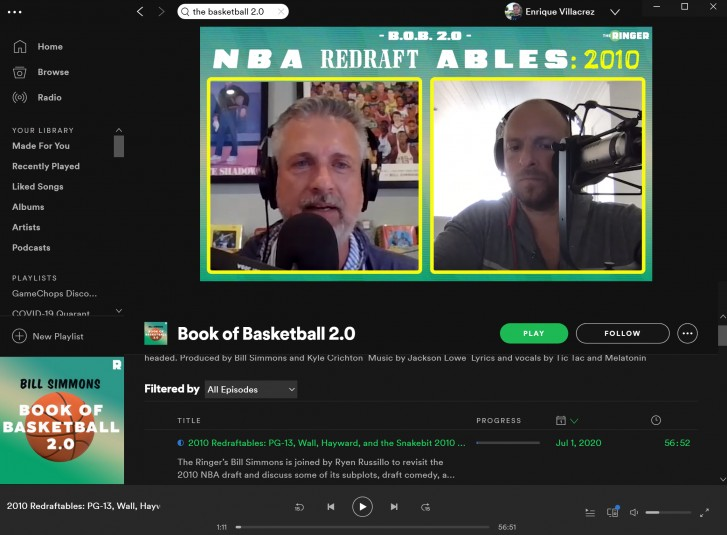 the basketball 2.0
Enrique Villacrez
Home
Browse
Radio
YOUR LIBRARY
Made For You
Recently Played
Liked Songs
Albums
Artists
Podcasts
PLAYLISTS
GameChops Disco...
COVID-19 Quarant
New Playlist
- B.O.B. 2.0 -
THE RINGER
NBA REDRAFT ABLES: 2010
Book of Basketball 2.0
PLAY
FOLLOW
headed. Produced by Bill Simmons and Kyle Crichton Music by Jackson Lowe Lyrics and vocals by Tic Tac and Melatonin
Filtered by All Episodes
TITLE PROGRESS
2010 Redraftables: PG-13, Wall, Hayward, and the Snakebit 2010 ... Jul 1, 2020 56:52
The Ringer's Bill Simmons is joined by Ryen Russillo to revisit the
2010 NBA draft and discuss some of its subplots, draft comedy, a...
R
BILL SIMMONS
BOOK OF
BASKETBALL
2.0
2010 Redraftables: PG-13, Wall, Hayw
1:11 56:51